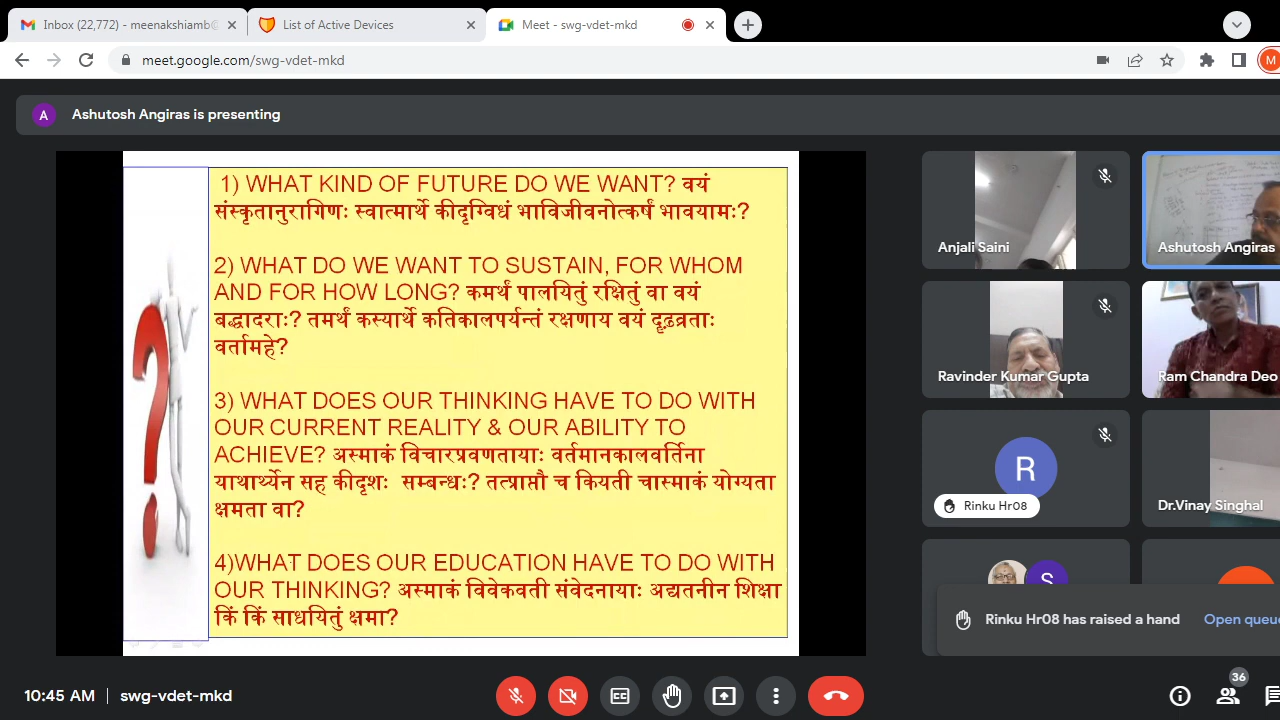 Inbox (22,772) - meenakshiamb@
List of Active Devices
Meet - swg-vdet-mkd
meet.google.com/swg-vdet-mkd
M
A
Ashutosh Angiras is presenting
1) WHAT KIND OF FUTURE DO WE WANT? वयं
संस्कृतानुरागिणः स्वात्मार्थे कीदृग्विधं भाविजीवनोत्कर्षं भावयामः?
2) WHAT DO WE WANT TO SUSTAIN, FOR WHOM
AND FOR HOW LONG? कमर्थं पालयितुं रक्षितुं वा वयं
बद्धादराः? तमर्थं कस्यार्थे कतिकालपर्यन्तं रक्षणाय वयं दृढ़व्रताः
वर्तामहे?
3) WHAT DOES OUR THINKING HAVE TO DO WITH
OUR CURRENT REALITY & OUR ABILITY TO
ACHIEVE? अस्माकं विचारप्रवणतायाः वर्तमानकालवर्तिना
याथार्थ्येन सह कीदृशः सम्बन्धः? तत्प्राप्तौ च कियती चास्माकं योग्यता
क्षमता वा?
4)WHAT DOES OUR EDUCATION HAVE TO DO WITH
OUR THINKING? अस्माकं विवेकवती संवेदनायाः अद्यतनीन शिक्षा
किं किं साधयितुं क्षमा?
Anjali Saini
Ashutosh Angiras
Ravinder Kumar Gupta
Ram Chandra Deo
R
Rinku Hr08
Dr.Vinay Singhal
S
Rinku Hr08 has raised a hand
Open queu
10:45 AM | swg-vdet-mkd
36